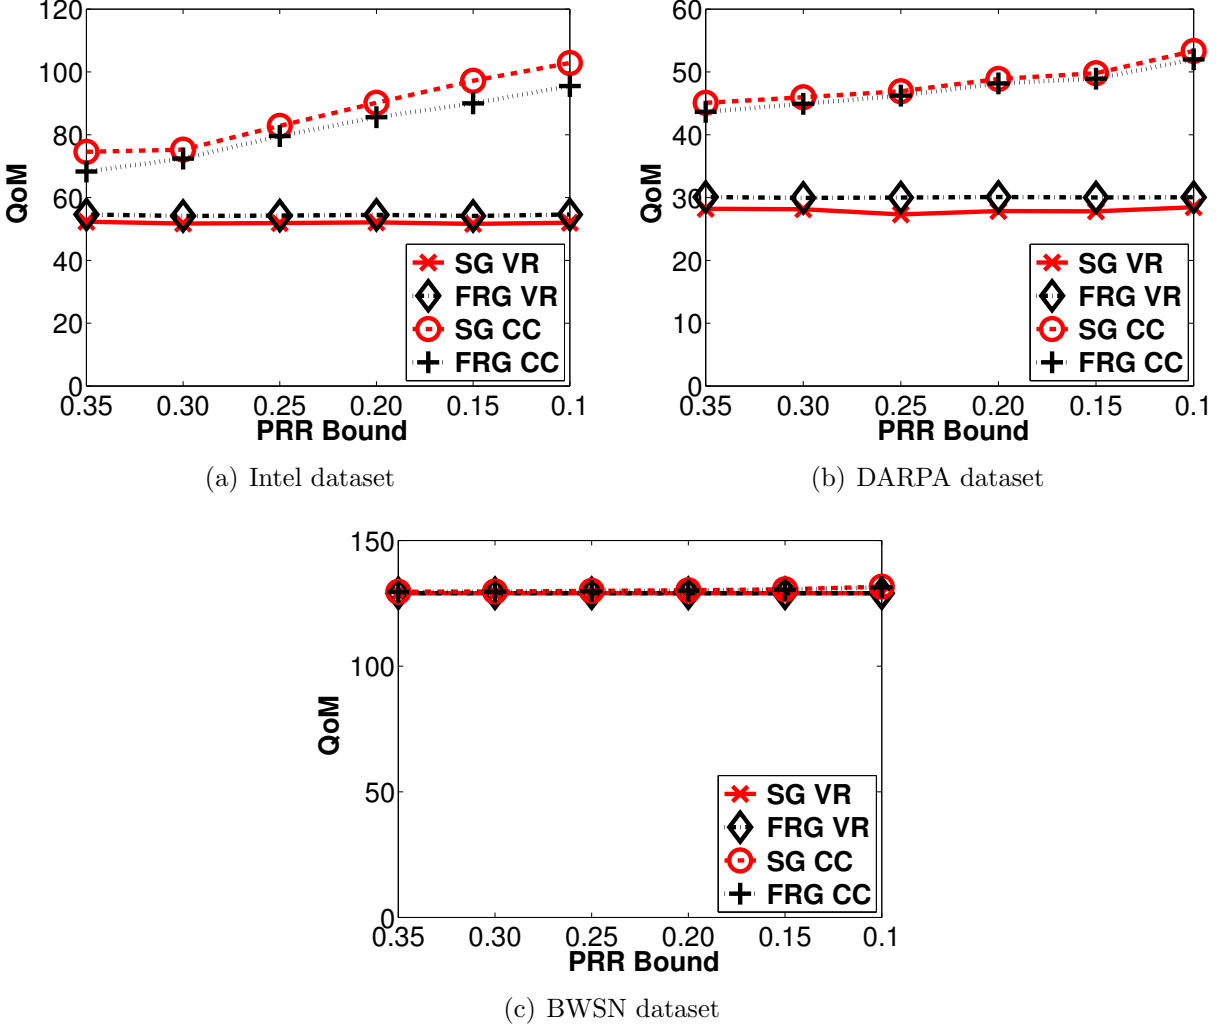 120
100
80
60
40
20
0
QoM
0.35 0.30 0.25 0.20 0.15 0.1
PRR Bound
SG VR
FRG VR
SG CC
FRG CC
(a) Intel dataset
60
50
40
30
20
10
0
QoM
0.35 0.30 0.25 0.20 0.15 0.1
PRR Bound
SG VR
FRG VR
SG CC
FRG CC
(b) DARPA dataset
150
100
50
0
QoM
0.35 0.30 0.25 0.20 0.15 0.1
PRR Bound
SG VR
FRG VR
SG CC
FRG CC
(c) BWSN dataset